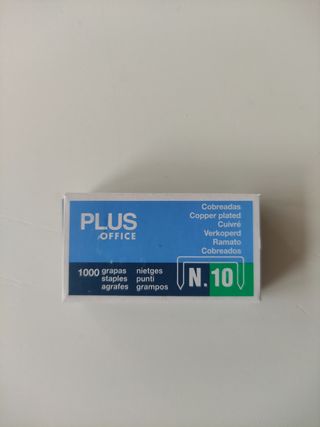 PLUS
OFFICE
Cobreadas
Copper plated
Cuivré
Verkoperd
Ramato
Cobreados
1000 grapas nietges
staples punti
agrafes grampos
N. 10